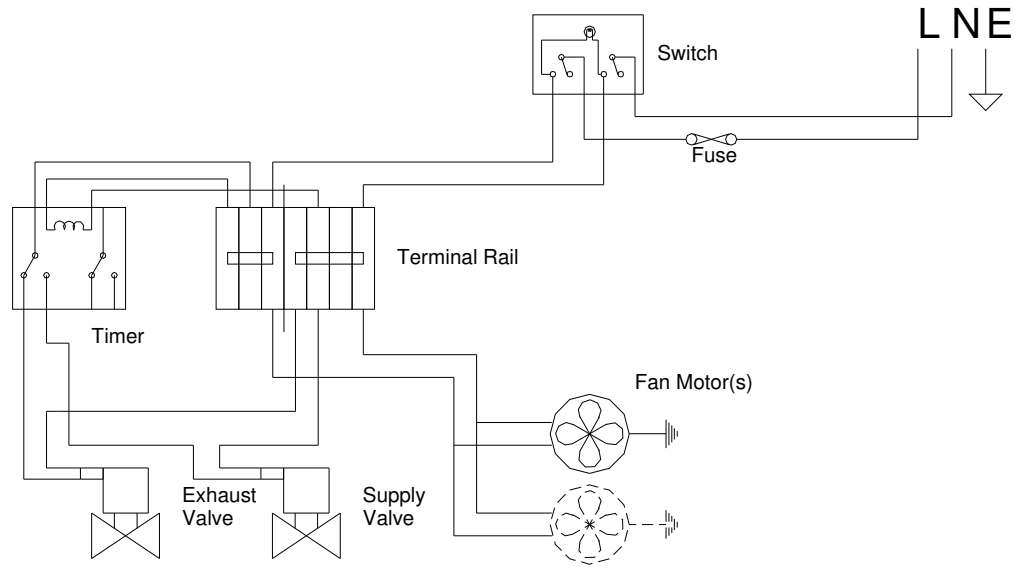 L N E
Switch
Fuse
Terminal Rail
Timer
Fan Motor(s)
Exhaust
Valve
Supply
Valve